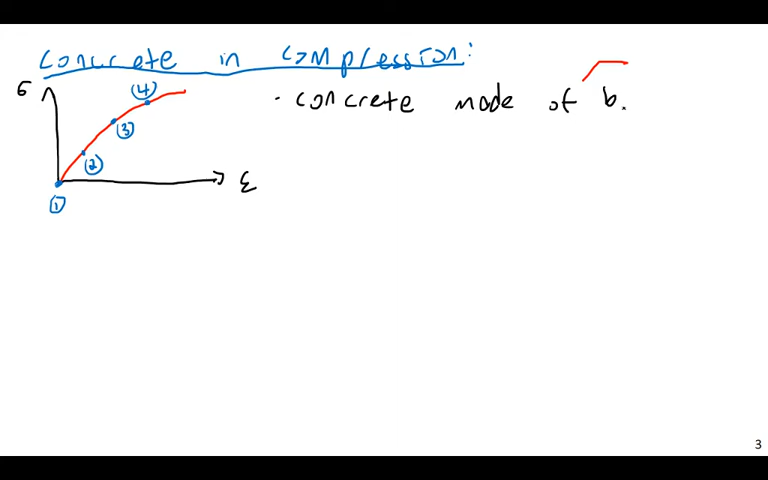 Concrete in compression:
σ
(4)
(3)
(2)
(1)
ε
· concrete mode of b.
3